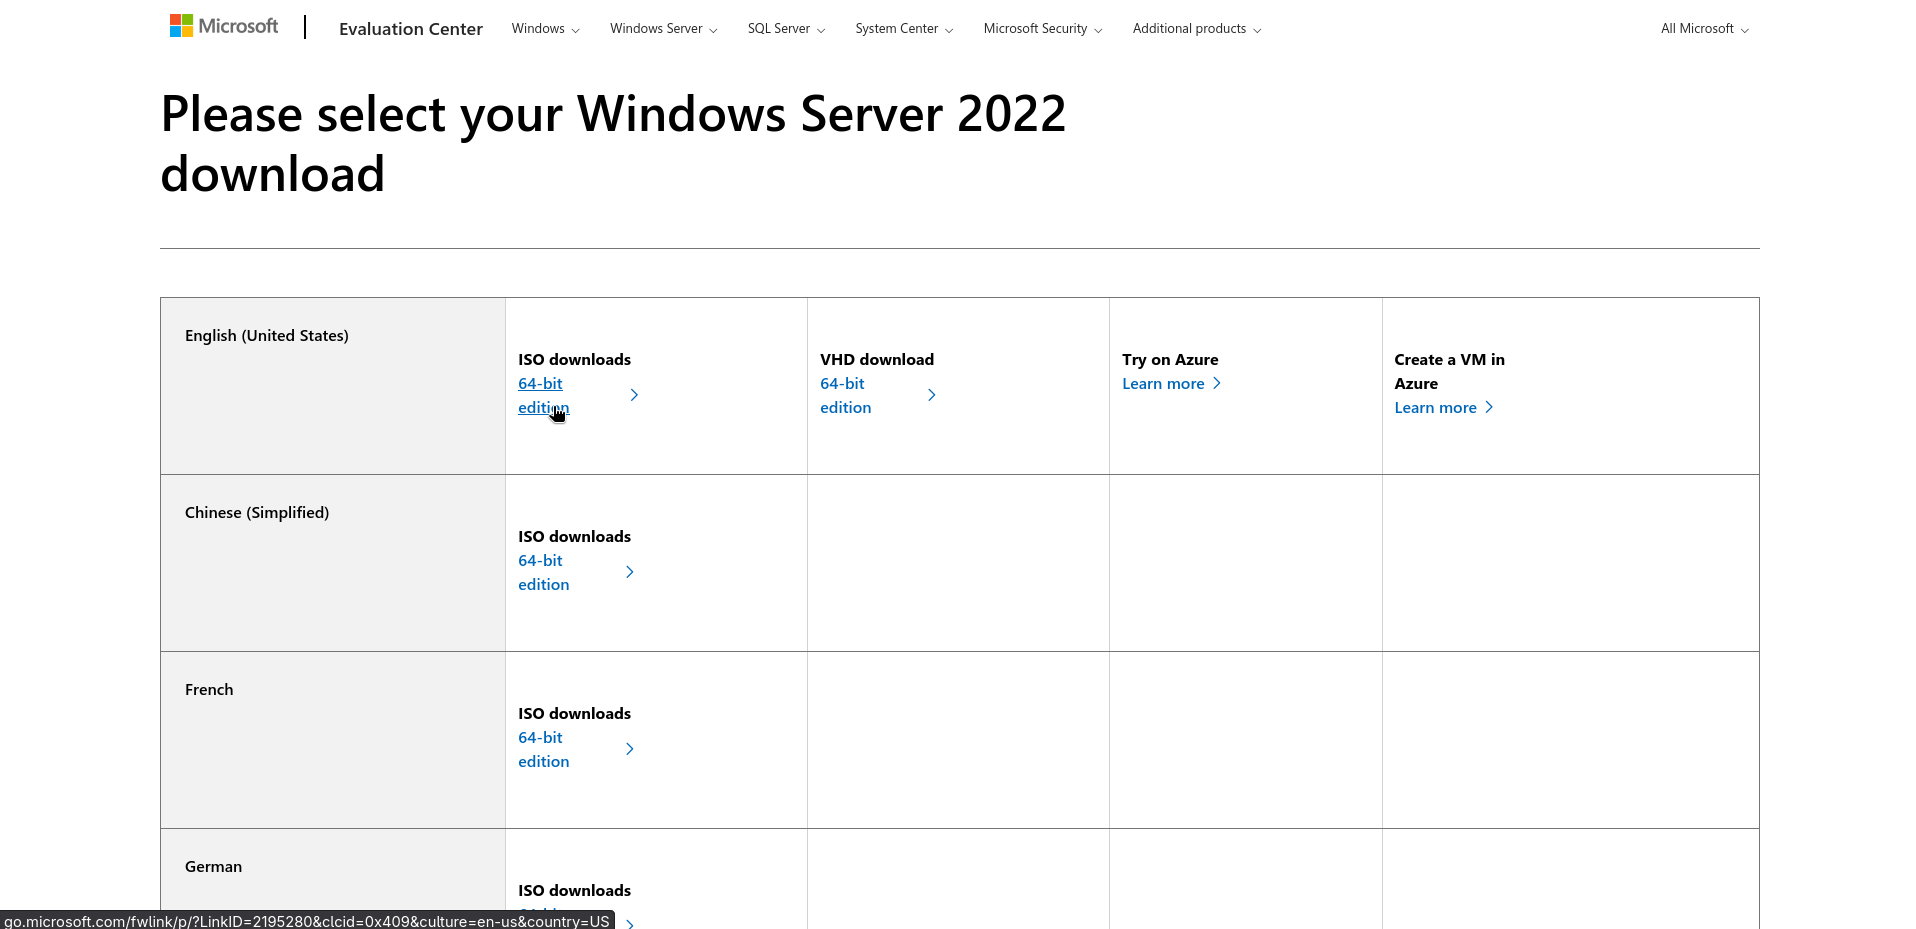 Microsoft
Evaluation Center
Windows
Windows Server
SQL Server
System Center
Microsoft Security
Additional products
All Microsoft
Please select your Windows Server 2022
download
English (United States)
ISO downloads
64-bit
edition
VHD download
64-bit
edition
Try on Azure
Learn more
Create a VM in
Azure
Learn more
Chinese (Simplified)
ISO downloads
64-bit
edition
French
ISO downloads
64-bit
edition
German
ISO downloads
go.microsoft.com/fwlink/p/?LinkID=2195280&clcid=0x409&culture=en-us&country=US